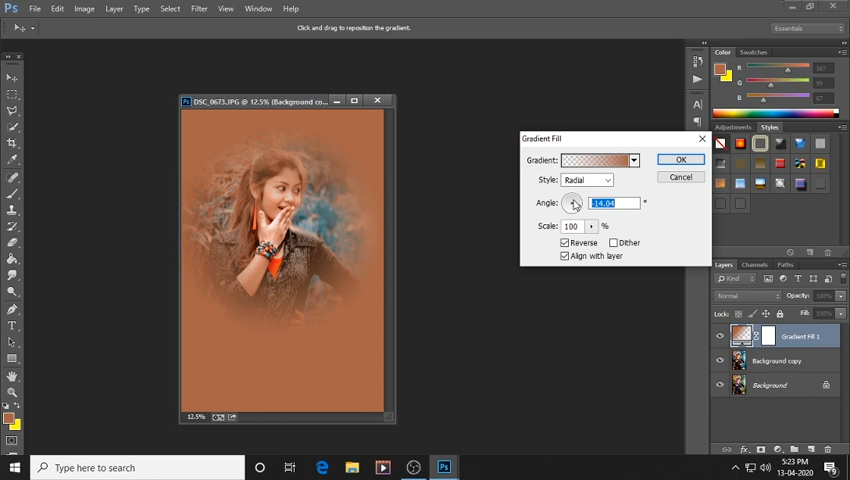 Ps File Edit Image Layer Type Select Filter View Window Help
Click and drag to reposition the gradient.
Essentials
Color Swatches
R
G
B
DSC_0673.JPG @ 12.5% (Background co...
Gradient Fill
Gradient:
OK
Style: Radial
Cancel
Angle: -14.04 °
Scale: 100 %
Reverse Dither
Align with layer
Adjustments Styles
Layers Channels Paths
Kind
Normal Opacity: 100%
Lock: Fill: 100%
Gradient Fill 1
Background copy
Background
12.5%
Type here to search
5:23 PM
13-04-2020